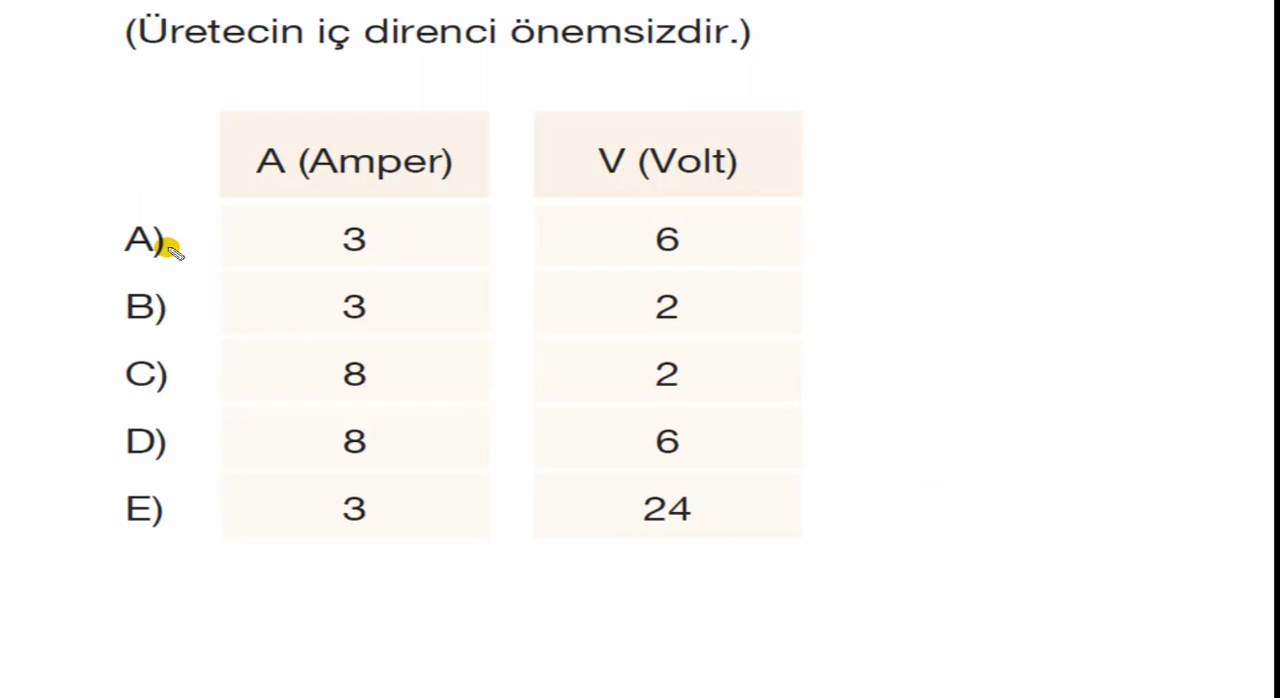 (Üretecin iç direnci önemsizdir.)
A (Amper) V (Volt)
A) 3 6
B) 3 2
C) 8 2
D) 8 6
E) 3 24